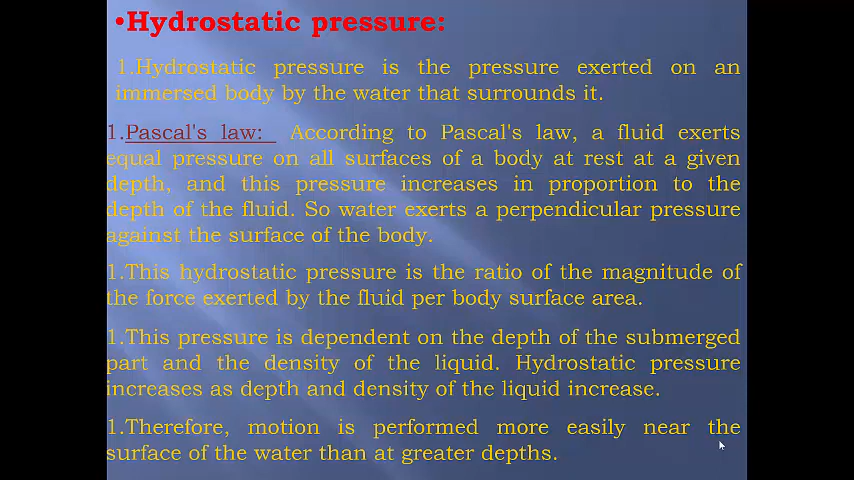 •Hydrostatic pressure:
1.Hydrostatic pressure is the pressure exerted on an
immersed body by the water that surrounds it.
1.Pascal's law: According to Pascal's law, a fluid exerts
equal pressure on all surfaces of a body at rest at a given
depth, and this pressure increases in proportion to the
depth of the fluid. So water exerts a perpendicular pressure
against the surface of the body.
1.This hydrostatic pressure is the ratio of the magnitude of
the force exerted by the fluid per body surface area.
1.This pressure is dependent on the depth of the submerged
part and the density of the liquid. Hydrostatic pressure
increases as depth and density of the liquid increase.
1.Therefore, motion is performed more easily near the
surface of the water than at greater depths.